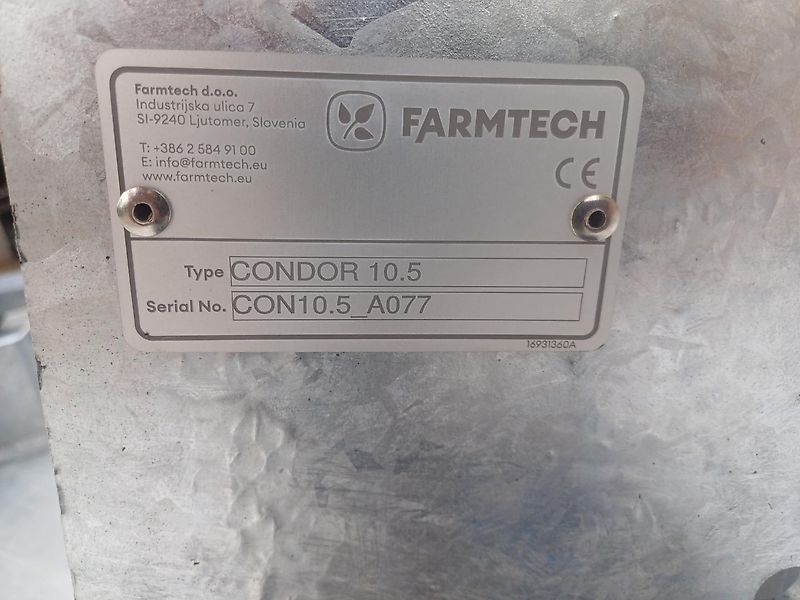 Farmtech d.o.o.
Industrijska ulica 7
SI-9240 Ljutomer, Slovenia
T: +386 2 584 91 00
E: info@farmtech.eu
www.farmtech.eu
FARMTECH
CE
Type CONDOR 10.5
Serial No. CON10.5_A077
16931360A